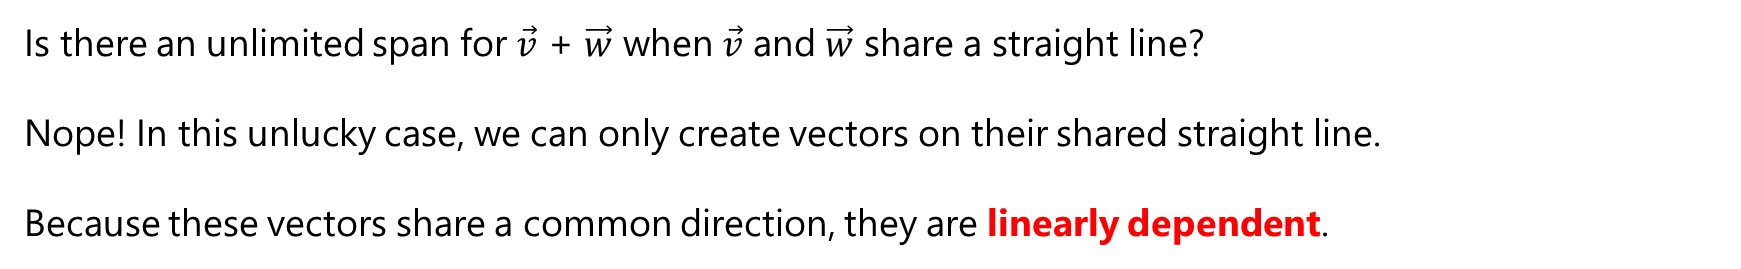 Is there an unlimited span for v⃗ + w⃗ when v⃗ and w⃗ share a straight line?
Nope! In this unlucky case, we can only create vectors on their shared straight line.
Because these vectors share a common direction, they are linearly dependent.